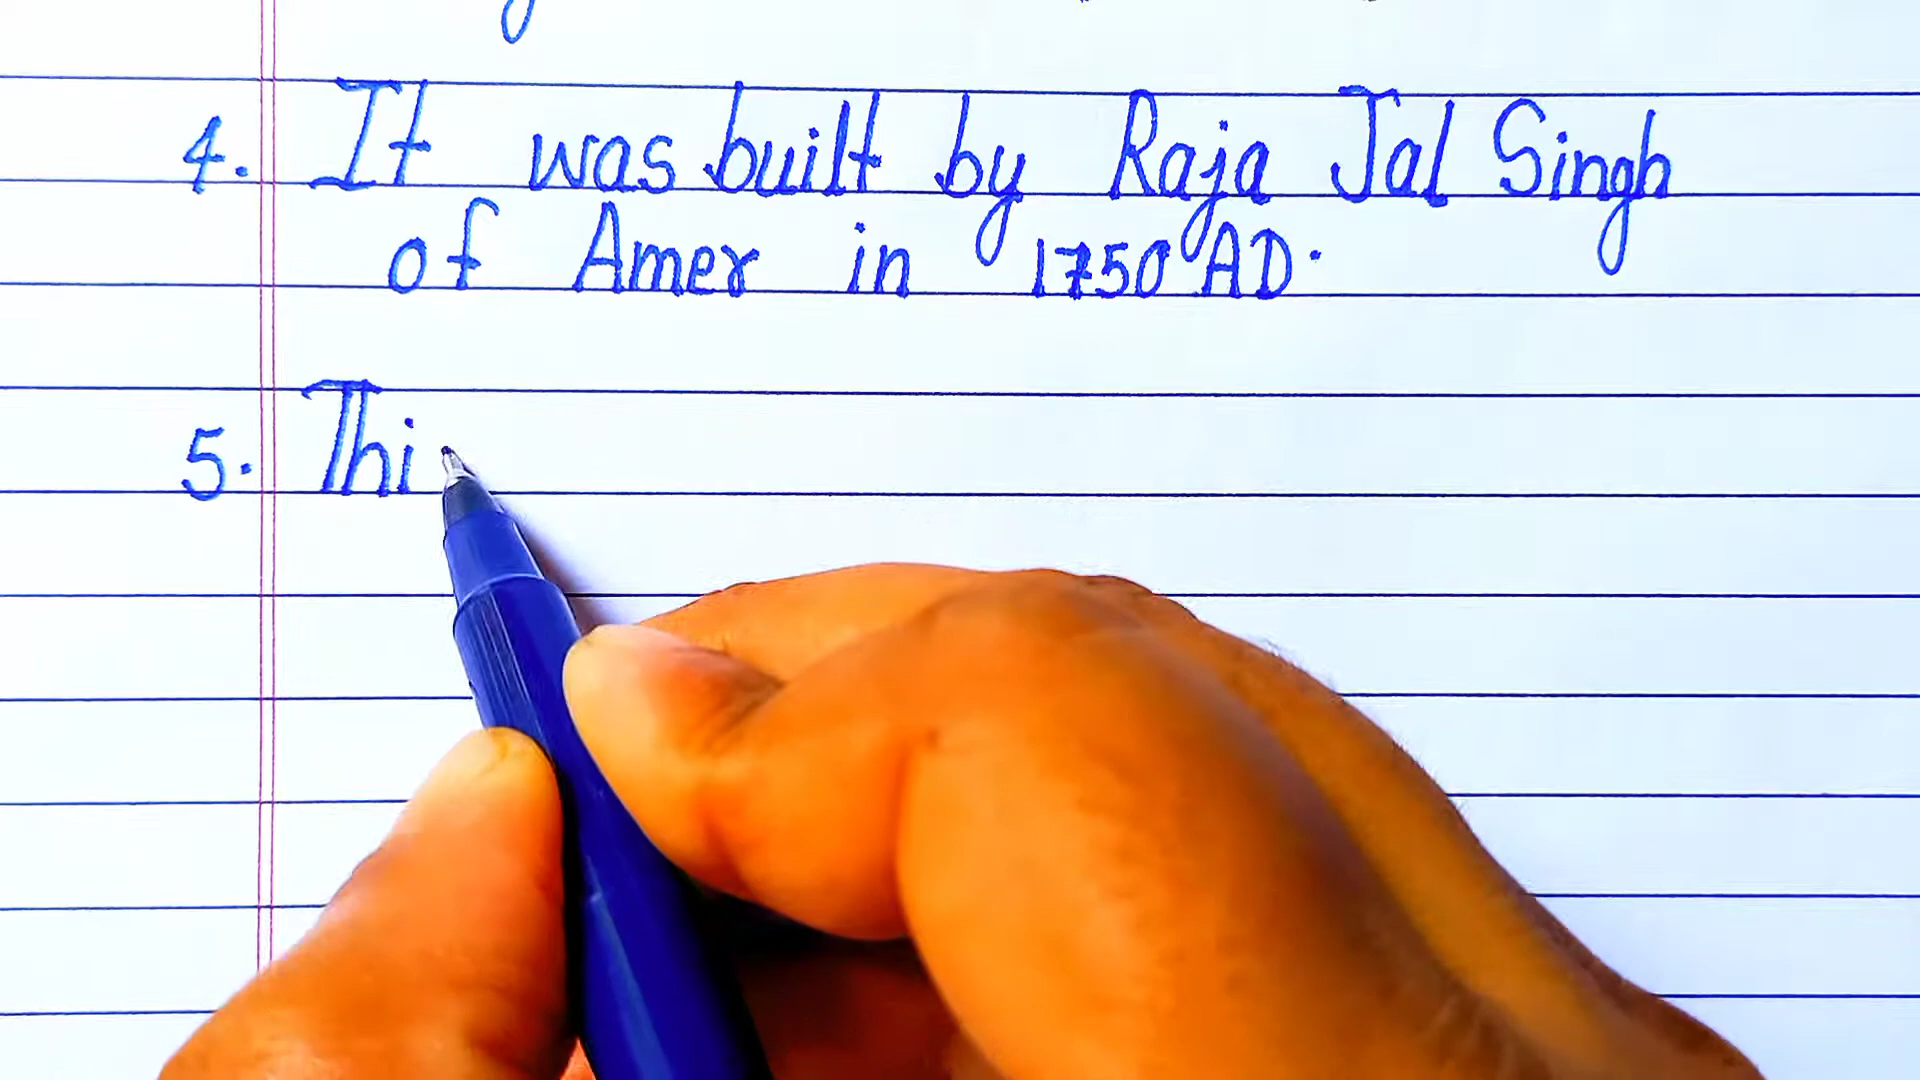 4. It was built by Raja Jal Singh
of Amer in 1750 AD.
5. Thi